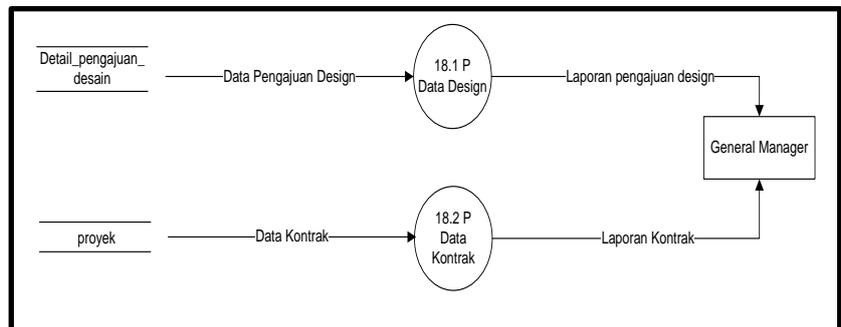 Detail_pengajuan_
desain
Data Pengajuan Design
18.1 P
Data Design
Laporan pengajuan design
General Manager
proyek
Data Kontrak
18.2 P
Data
Kontrak
Laporan Kontrak